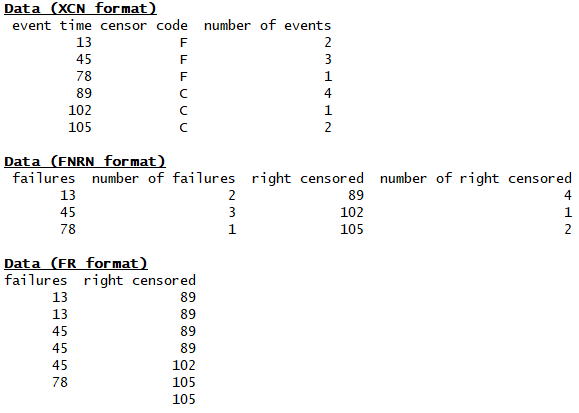 Data (XCN format)
event time censor code number of events
13 F 2
45 F 3
78 F 1
89 C 4
102 C 1
105 C 2
Data (FNRN format)
failures number of failures right censored number of right censored
13 2 89 4
45 3 102 1
78 1 105 2
Data (FR format)
failures right censored
13 89
13 89
45 89
45 89
45 102
78 105
105